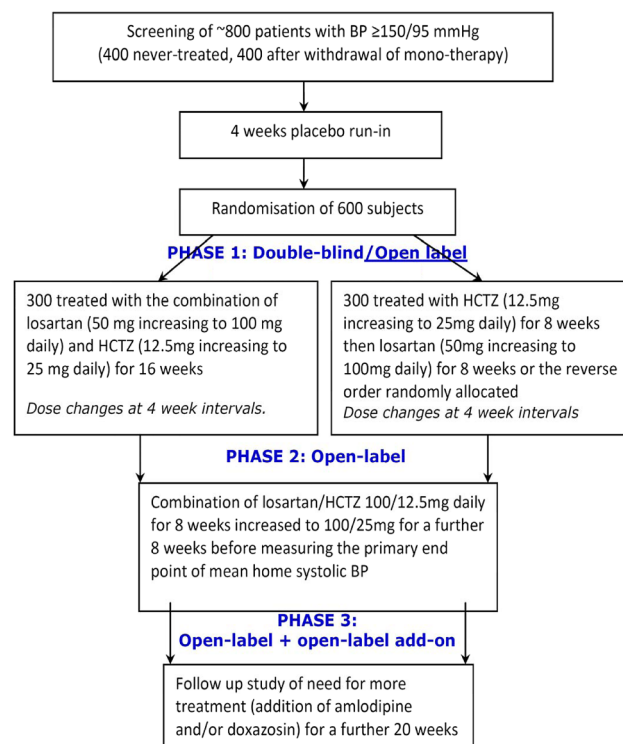 Screening of ~800 patients with BP ≥150/95 mmHg
(400 never-treated, 400 after withdrawal of mono-therapy)
4 weeks placebo run-in
Randomisation of 600 subjects
PHASE 1: Double-blind/Open label
300 treated with the combination of
losartan (50 mg increasing to 100 mg
daily) and HCTZ (12.5mg increasing to
25 mg daily) for 16 weeks
Dose changes at 4 week intervals.
300 treated with HCTZ (12.5mg
increasing to 25mg daily) for 8 weeks
then losartan (50mg increasing to
100mg daily) for 8 weeks or the reverse
order randomly allocated
Dose changes at 4 week intervals
PHASE 2: Open-label
Combination of losartan/HCTZ 100/12.5mg daily
for 8 weeks increased to 100/25mg for a further
8 weeks before measuring the primary end
point of mean home systolic BP
PHASE 3:
Open-label + open-label add-on
Follow up study of need for more
treatment (addition of amlodipine
and/or doxazosin) for a further 20 weeks